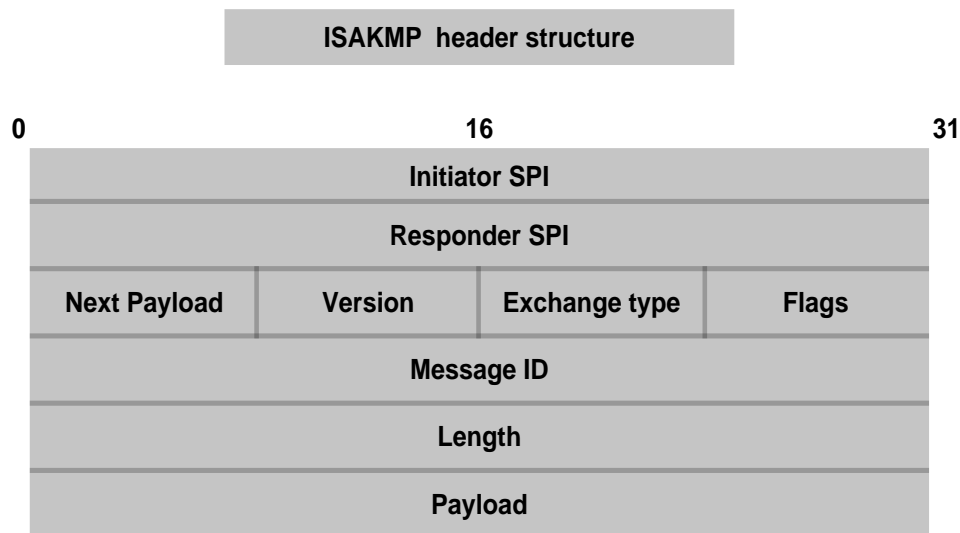 ISAKMP header structure
0 16 31
Initiator SPI
Responder SPI
Next Payload Version Exchange type Flags
Message ID
Length
Payload